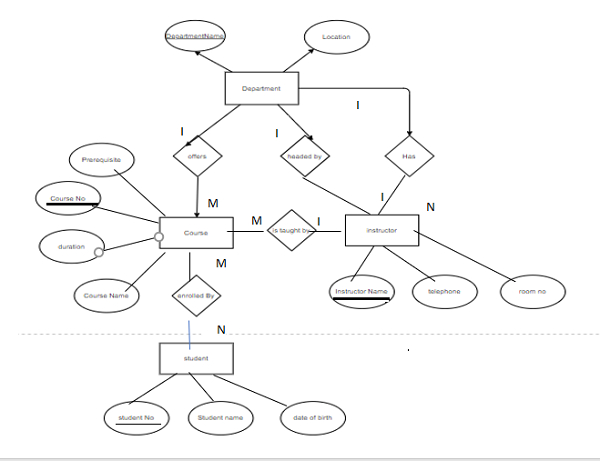 DepartmentName
Location
Department
I
I
I
Prerequisite
offers
headed by
Has
Course No
M
I
N
M
I
Course
is taught by
instructor
duration
M
Course Name
enrolled By
Instructor Name
telephone
room no
N
student
student No
Student name
date of birth